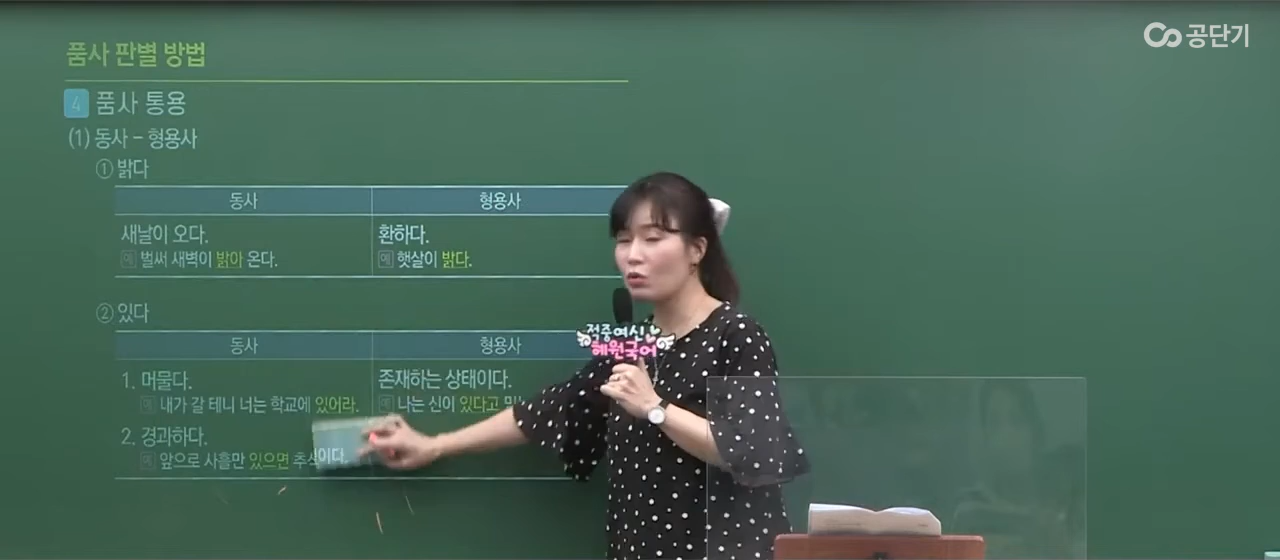 공단기
품사 판별 방법
4 품사 통용
(1) 동사 – 형용사
① 밝다
동사 형용사
새날이 오다. 환하다.
예 벌써 새벽이 밝아 온다. 예 햇살이 밝다.
② 있다
동사 형용사
1. 머물다. 존재하는 상태이다.
예 내가 갈 테니 너는 학교에 있어라. 예 나는 신이 있다고
2. 경과하다.
예 앞으로 사흘만 있으면
적중여신
혜원국어